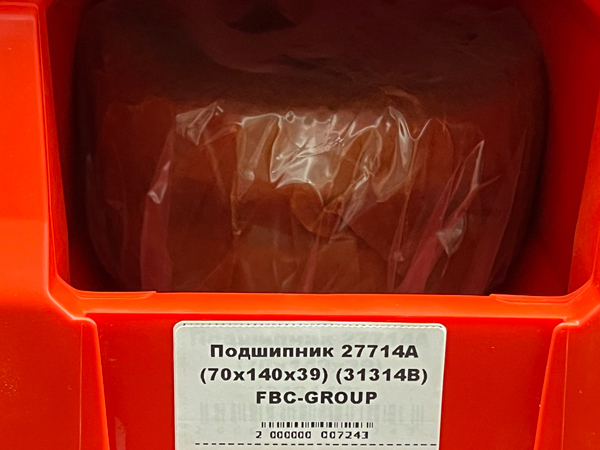 Подшипник 27714А
(70х140х39) (31314В)
FBC-GROUP
2 000000 007243